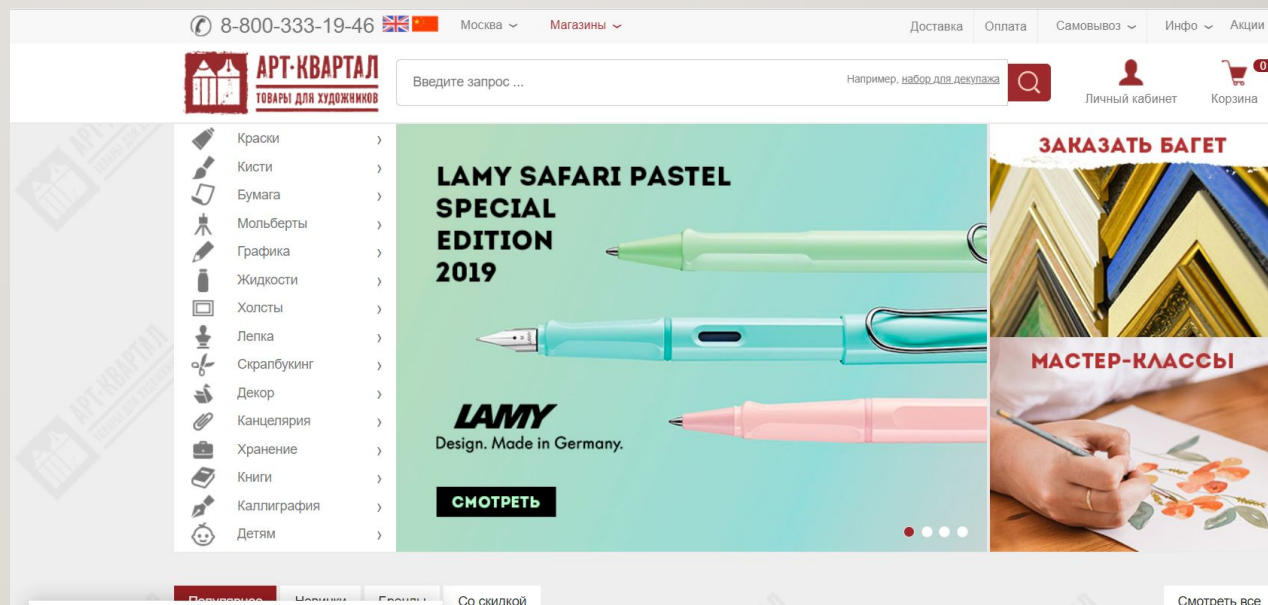 8-800-333-19-46 Москва Магазины Доставка Оплата Самовывоз Инфо Акции
АРТ·КВАРТАЛ
ТОВАРЫ ДЛЯ ХУДОЖНИКОВ
Введите запрос ... Например, набор для декупажа
Личный кабинет
0
Корзина
Краски
Кисти
Бумага
Мольберты
Графика
Жидкости
Холсты
Лепка
Скрапбукинг
Декор
Канцелярия
Хранение
Книги
Каллиграфия
Детям
LAMY SAFARI PASTEL
SPECIAL
EDITION
2019
LAMY
Design. Made in Germany.
СМОТРЕТЬ
ЗАКАЗАТЬ БАГЕТ
МАСТЕР-КЛАССЫ
Популярное Новинки Бренды Со скидкой Смотреть все